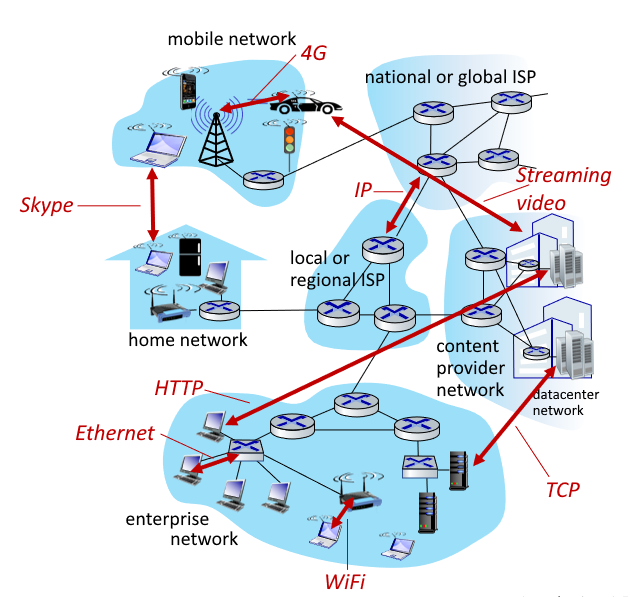 mobile network
4G
national or global ISP
Skype
IP
Streaming
video
local or
regional ISP
home network
content
provider
network
datacenter
network
HTTP
Ethernet
TCP
enterprise
network
WiFi